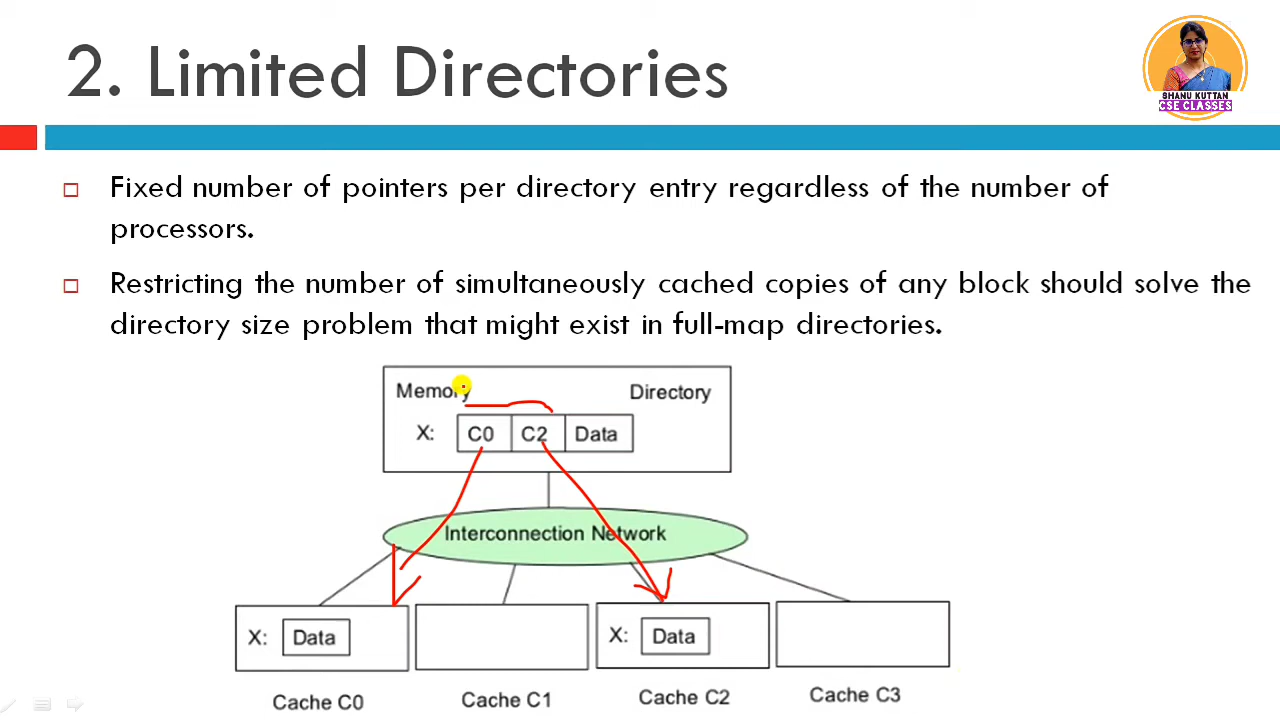 2. Limited Directories
SHANU KUTTAN
CSE CLASSES
Fixed number of pointers per directory entry regardless of the number of
processors.
Restricting the number of simultaneously cached copies of any block should solve the
directory size problem that might exist in full-map directories.
Memory Directory
X: C0 C2 Data
Interconnection Network
X: Data X: Data
Cache C0 Cache C1 Cache C2 Cache C3